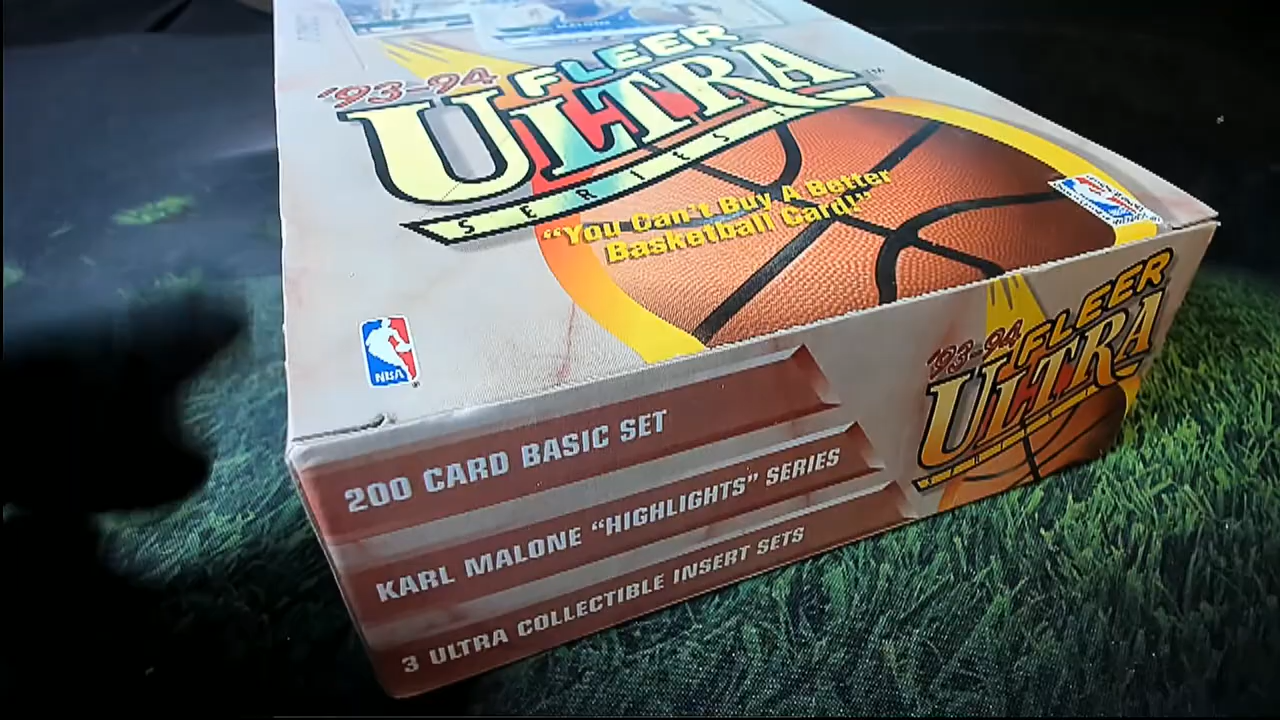 '93-94
FLEER
ULTRA™
SERIES
"You Can't Buy A Better
Basketball Card!"
NBA®
200 CARD BASIC SET
KARL MALONE "HIGHLIGHTS" SERIES
3 ULTRA COLLECTIBLE INSERT SETS
'93-94
FLEER
ULTRA